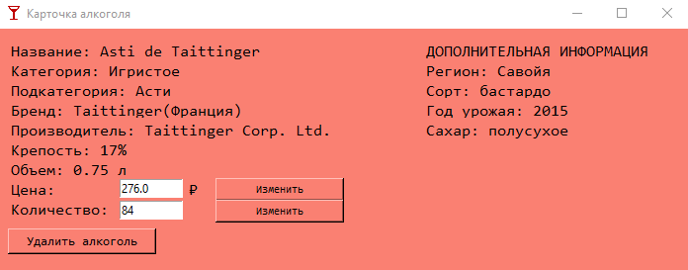 Карточка алкоголя
Название: Asti de Taittinger
Категория: Игристое
Подкатегория: Асти
Бренд: Taittinger(Франция)
Производитель: Taittinger Corp. Ltd.
Крепость: 17%
Объем: 0.75 л
Цена: 276.0 ₽ Изменить
Количество: 84 Изменить
Удалить алкоголь
ДОПОЛНИТЕЛЬНАЯ ИНФОРМАЦИЯ
Регион: Савойя
Сорт: бастардо
Год урожая: 2015
Сахар: полусухое